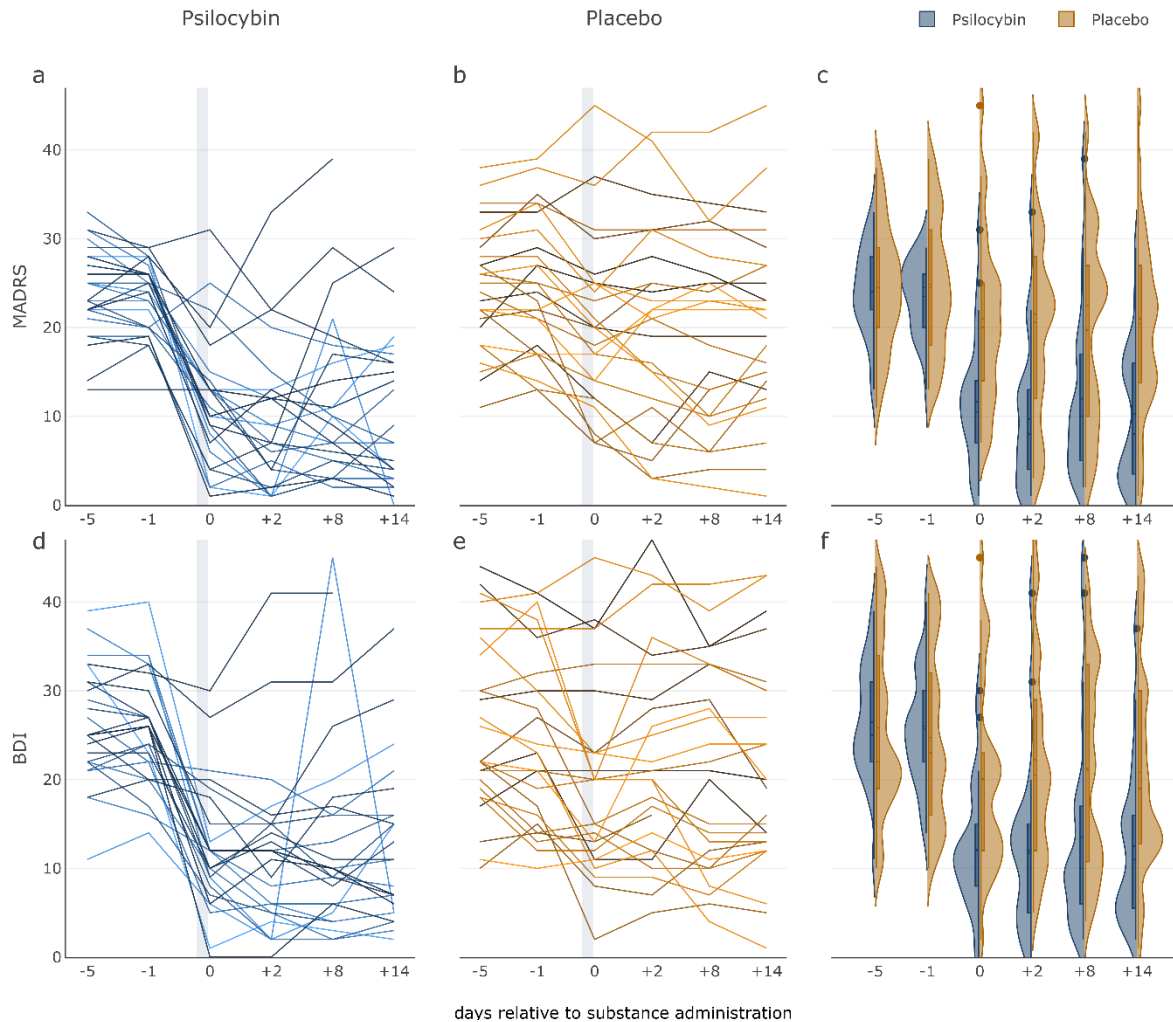 Psilocybin
Placebo
Psilocybin
Placebo
a
b
c
MADRS
40
30
20
10
0
-5 -1 0 +2 +8 +14
-5 -1 0 +2 +8 +14
-5 -1 0 +2 +8 +14
d
e
f
BDI
40
30
20
10
0
-5 -1 0 +2 +8 +14
-5 -1 0 +2 +8 +14
-5 -1 0 +2 +8 +14
days relative to substance administration